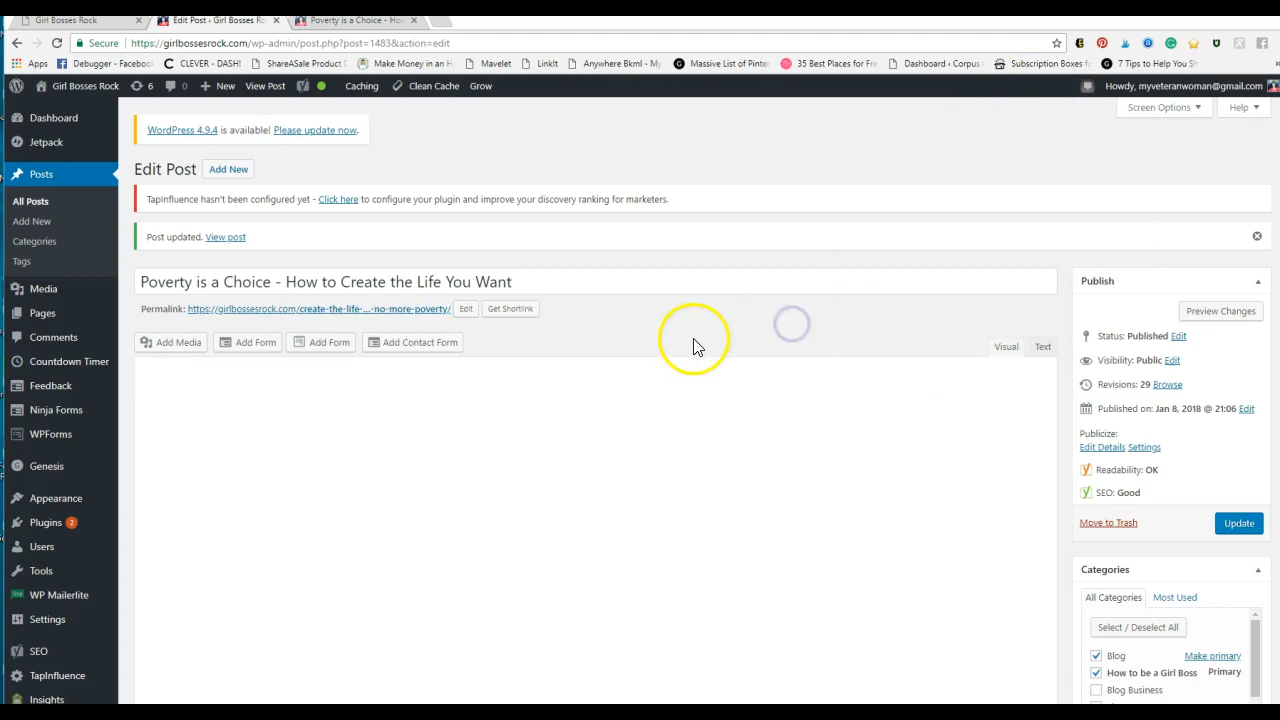 Girl Bosses Rock
Edit Post ‹ Girl Bosses Ro
Poverty is a Choice - Ho
Secure
https://girlbossesrock.com/wp-admin/post.php?post=1483&action=edit
Apps
Debugger - Faceboo
CLEVER - DASH!
ShareASale Product
Make Money in an H
Mavelet
LinkIt
Anywhere Bkml - My
Massive List of Pinter
35 Best Places for Fre
Dashboard ‹ Corpus
Subscription Boxes fo
7 Tips to Help You Sh
Girl Bosses Rock
6
0
New
View Post
Caching
Clean Cache
Grow
Howdy, myveteranwoman@gmail.com
Screen Options
Help
Dashboard
Jetpack
Posts
All Posts
Add New
Categories
Tags
Media
Pages
Comments
Countdown Timer
Feedback
Ninja Forms
WPForms
Genesis
Appearance
Plugins 2
Users
Tools
lite WP Mailerlite
Settings
SEO
TapInfluence
Insights
WordPress 4.9.4 is available! Please update now.
Edit Post
Add New
TapInfluence hasn't been configured yet - Click here to configure your plugin and improve your discovery ranking for marketers.
Post updated. View post
Poverty is a Choice - How to Create the Life You Want
Permalink: https://girlbossesrock.com/create-the-life-...-no-more-poverty/ Edit Get Shortlink
Add Media
Add Form
Add Form
Add Contact Form
Visual
Text
Publish
Preview Changes
Status: Published Edit
Visibility: Public Edit
Revisions: 29 Browse
Published on: Jan 8, 2018 @ 21:06 Edit
Publicize:
Edit Details Settings
Readability: OK
SEO: Good
Move to Trash
Update
Categories
All Categories
Most Used
Select / Deselect All
Blog
Make primary
How to be a Girl Boss
Primary
Blog Business